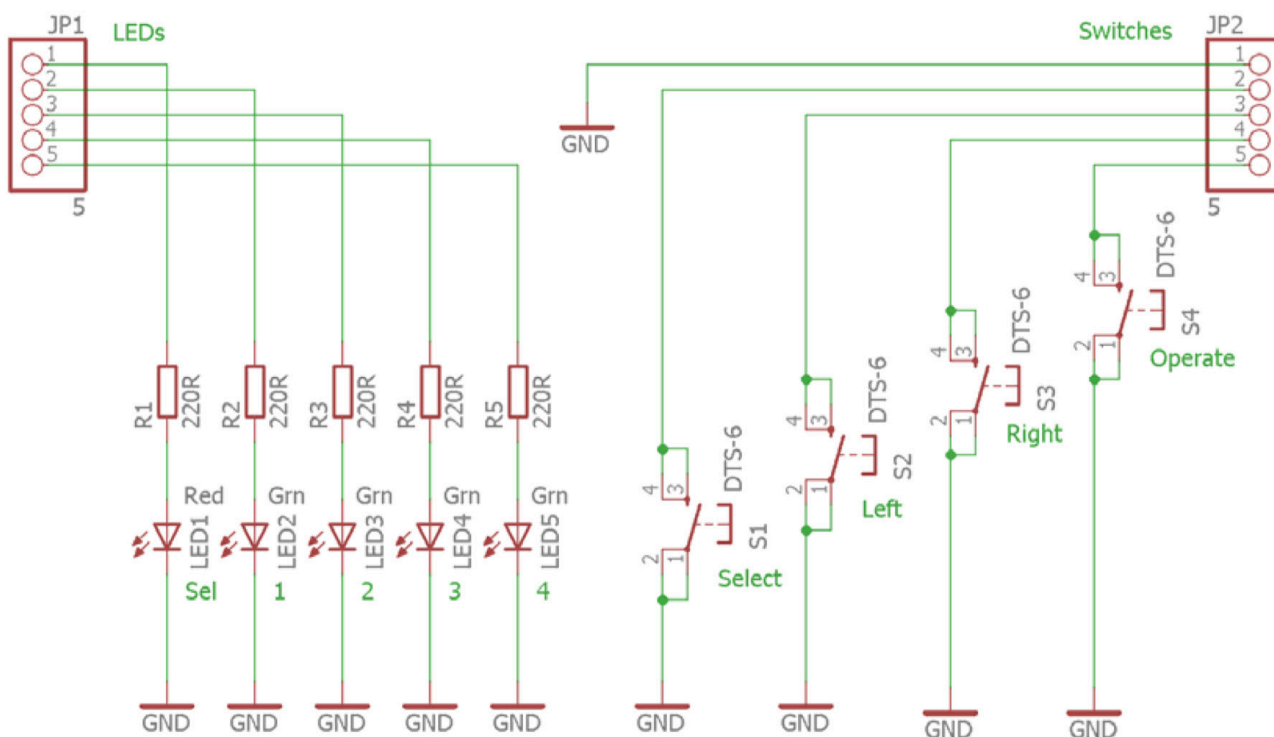 JP1
LEDs
1
2
3
4
5
5
Switches
JP2
1
2
3
4
5
5
GND
R1
220R
R2
220R
R3
220R
R4
220R
R5
220R
Red
Grn
Grn
Grn
Grn
LED1
LED2
LED3
LED4
LED5
Sel
1
2
3
4
GND
GND
GND
GND
GND
4
3
DTS-6
2
1
S1
Select
4
3
DTS-6
2
1
S2
Left
4
3
DTS-6
2
1
S3
Right
4
3
DTS-6
2
1
S4
Operate
GND
GND
GND
GND